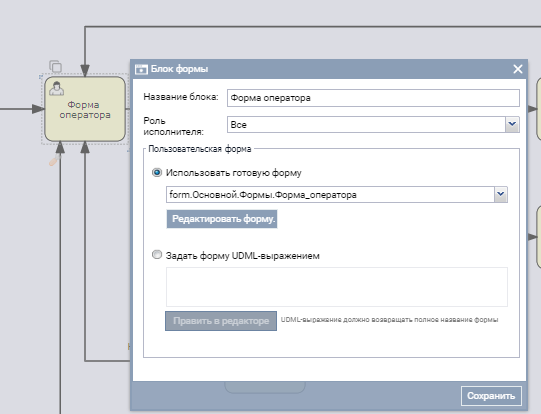 Блок формы
Название блока:
Форма оператора
Роль
исполнителя:
Все
Форма
оператора
Пользовательская форма
Использовать готовую форму
form.Основной.Формы.Форма_оператора
Редактировать форму.
Задать форму UDML-выражением
Править в редакторе
UDML-выражение должно возвращать полное название формы
Сохранить